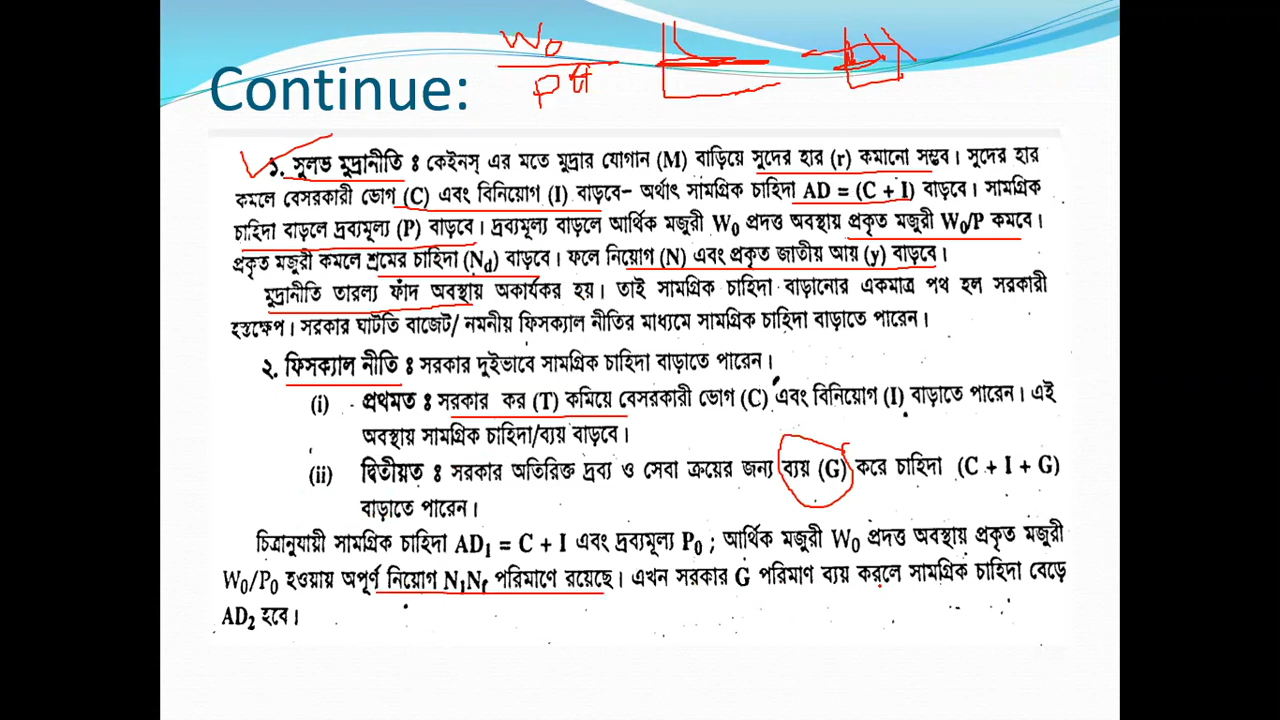 W₀
P↑
Continue:
১. সুলভ মুদ্রানীতি ঃ কেইনস্ এর মতে মুদ্রার যোগান (M) বাড়িয়ে সুদের হার (r) কমানো সম্ভব। সুদের হার
কমলে বেসরকারী ভোগ (C) এবং বিনিয়োগ (I) বাড়বে– অর্থাৎ সামগ্রিক চাহিদা AD = (C + I) বাড়বে। সামগ্রিক
চাহিদা বাড়লে দ্রব্যমূল্য (P) বাড়বে। দ্রব্যমূল্য বাড়লে আর্থিক মজুরী W₀ প্রদত্ত অবস্থায় প্রকৃত মজুরী W₀/P কমবে।
প্রকৃত মজুরী কমলে শ্রমের চাহিদা (N_d) বাড়বে। ফলে নিয়োগ (N) এবং প্রকৃত জাতীয় আয় (y) বাড়বে।
মুদ্রানীতি তারল্য ফাঁদ অবস্থায় অকার্যকর হয়। তাই সামগ্রিক চাহিদা বাড়ানোর একমাত্র পথ হল সরকারী
হস্তক্ষেপ। সরকার ঘাটতি বাজেট/ নমনীয় ফিসক্যাল নীতির মাধ্যমে সামগ্রিক চাহিদা বাড়াতে পারেন।
২. ফিসক্যাল নীতি ঃ সরকার দুইভাবে সামগ্রিক চাহিদা বাড়াতে পারেন।
(i) প্রথমত ঃ সরকার কর (T) কমিয়ে বেসরকারী ভোগ (C) এবং বিনিয়োগ (I) বাড়াতে পারেন। এই
অবস্থায় সামগ্রিক চাহিদা/ব্যয় বাড়বে।
(ii) দ্বিতীয়ত ঃ সরকার অতিরিক্ত দ্রব্য ও সেবা ক্রয়ের জন্য ব্যয় (G) করে চাহিদা (C + I + G)
বাড়াতে পারেন।
চিত্রানুযায়ী সামগ্রিক চাহিদা AD₁ = C + I এবং দ্রব্যমূল্য P₀ ; আর্থিক মজুরী W₀ প্রদত্ত অবস্থায় প্রকৃত মজুরী
W₀/P₀ হওয়ায় অপূর্ণ নিয়োগ N₁N_f পরিমাণে রয়েছে। এখন সরকার G পরিমাণ ব্যয় করলে সামগ্রিক চাহিদা বেড়ে
AD₂ হবে।